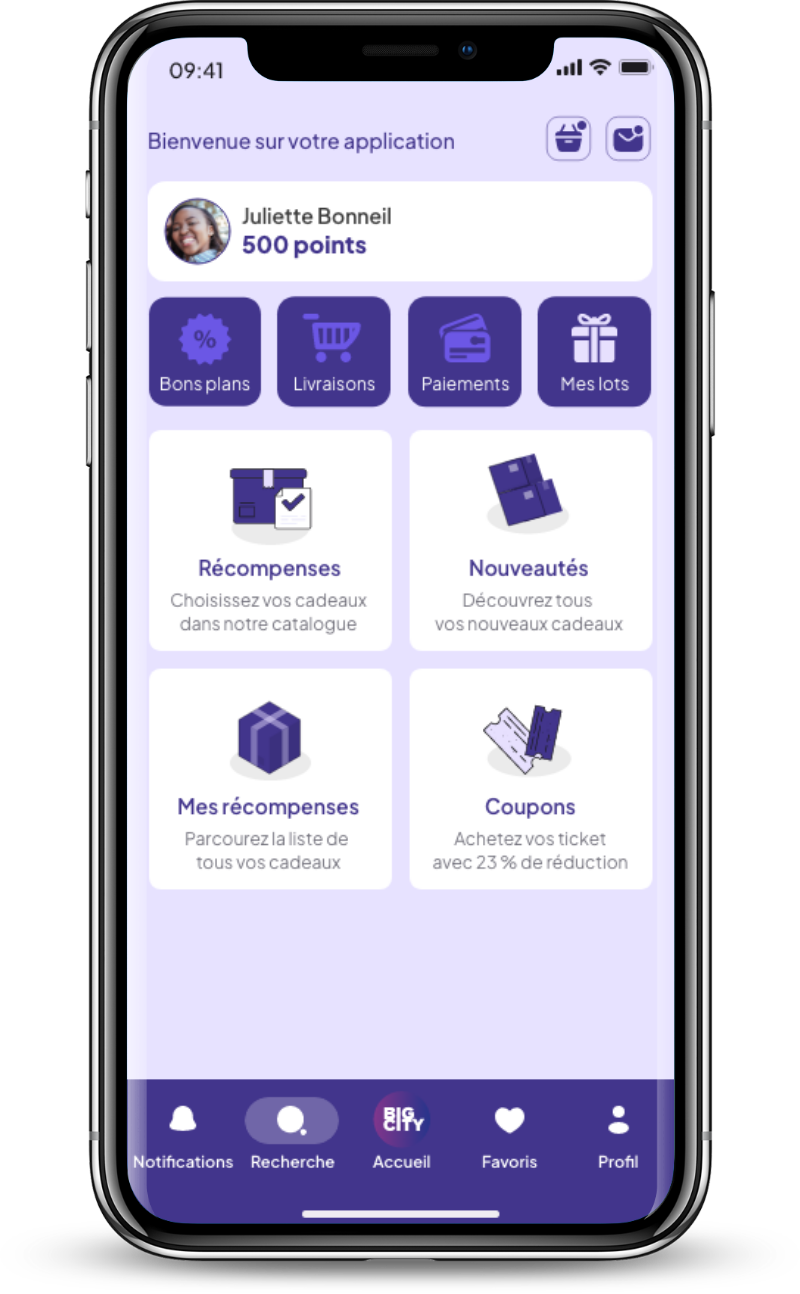 09:41
Bienvenue sur votre application
Juliette Bonneil
500 points
%
Bons plans
Livraisons
Paiements
Mes lots
Récompenses
Choisissez vos cadeaux
dans notre catalogue
Nouveautés
Découvrez tous
vos nouveaux cadeaux
Mes récompenses
Parcourez la liste de
tous vos cadeaux
Coupons
Achetez vos ticket
avec 23 % de réduction
BIG
CITY
Notifications
Recherche
Accueil
Favoris
Profil